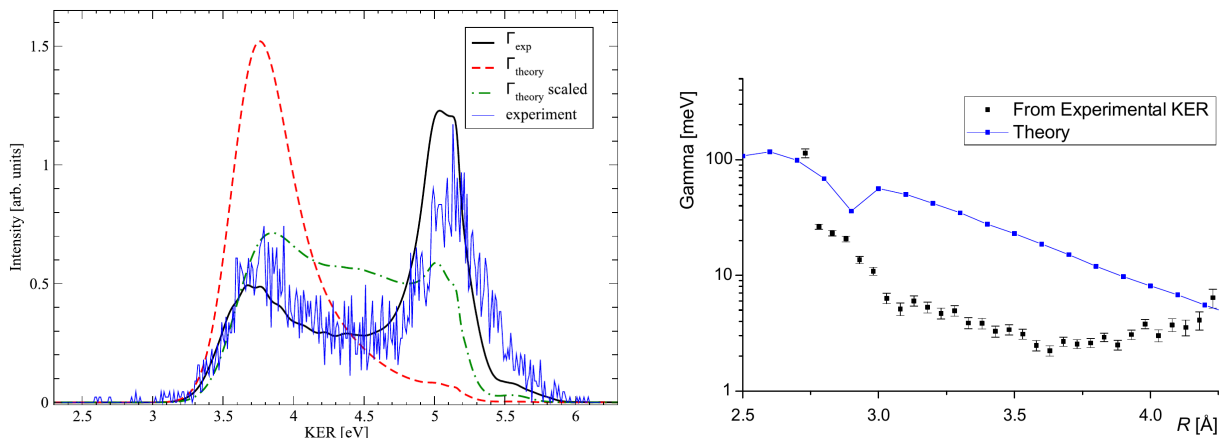 1.5
1
0.5
0
Intensity [arb. units]
Γexp
Γtheory
Γtheory scaled
experiment
2.5 3 3.5 4 4.5 5 5.5 6
KER [eV]
100
10
1
Gamma [meV]
From Experimental KER
Theory
2.5 3.0 3.5 4.0
R [Å]